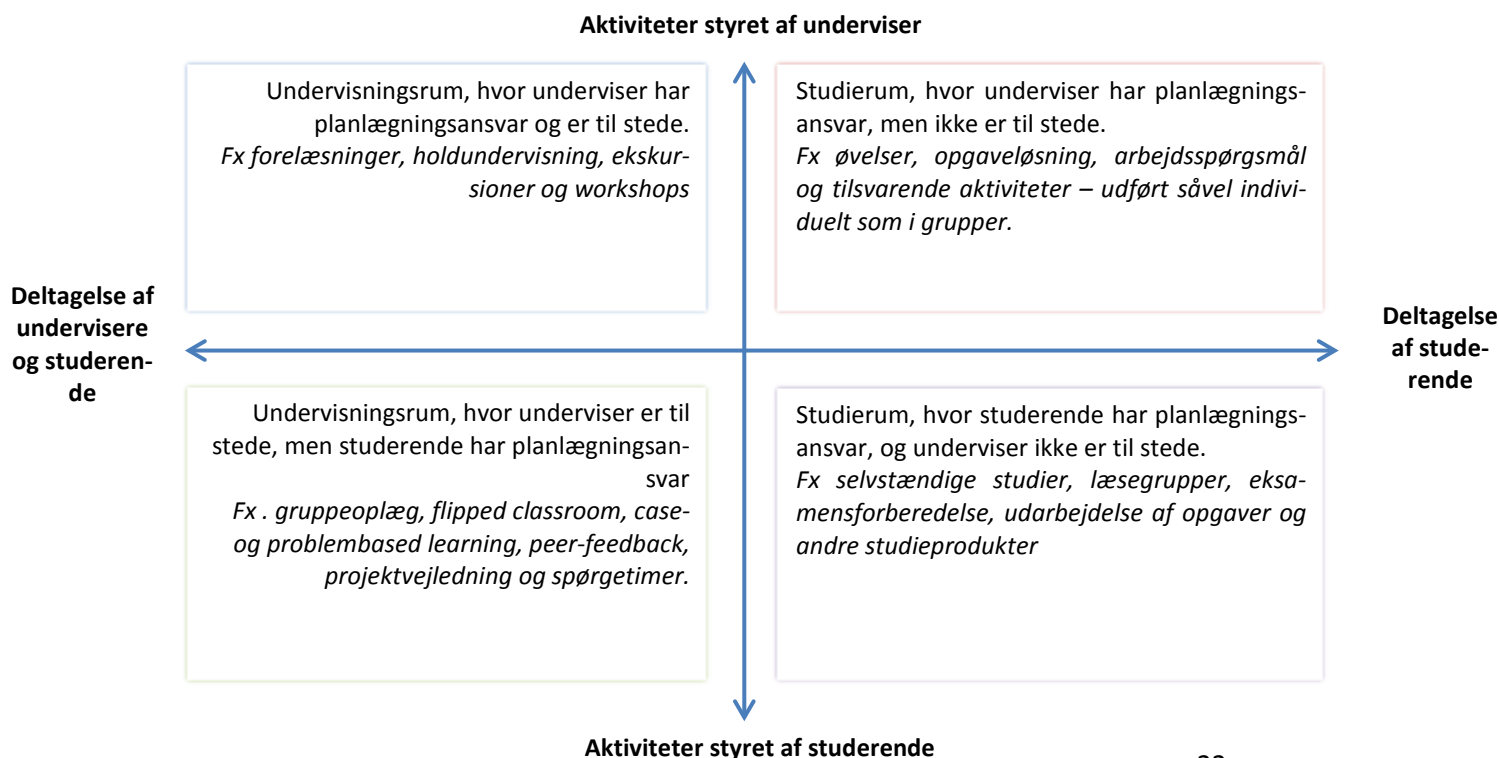 Aktiviteter styret af underviser
Undervisningsrum, hvor underviser har
planlægningsansvar og er til stede.
Fx forelæsninger, holdundervisning, ekskur-
sioner og workshops
Studierum, hvor underviser har planlægnings-
ansvar, men ikke er til stede.
Fx øvelser, opgaveløsning, arbejdsspørgsmål
og tilsvarende aktiviteter – udført såvel indivi-
duelt som i grupper.
Deltagelse af
undervisere
og studeren-
de
Deltagelse
af stude-
rende
Undervisningsrum, hvor underviser er til
stede, men studerende har planlægningsan-
svar
Fx . gruppeoplæg, flipped classroom, case-
og problembased learning, peer-feedback,
projektvejledning og spørgetimer.
Studierum, hvor studerende har planlægnings-
ansvar, og underviser ikke er til stede.
Fx selvstændige studier, læsegrupper, eksa-
mensforberedelse, udarbejdelse af opgaver og
andre studieprodukter
Aktiviteter styret af studerende